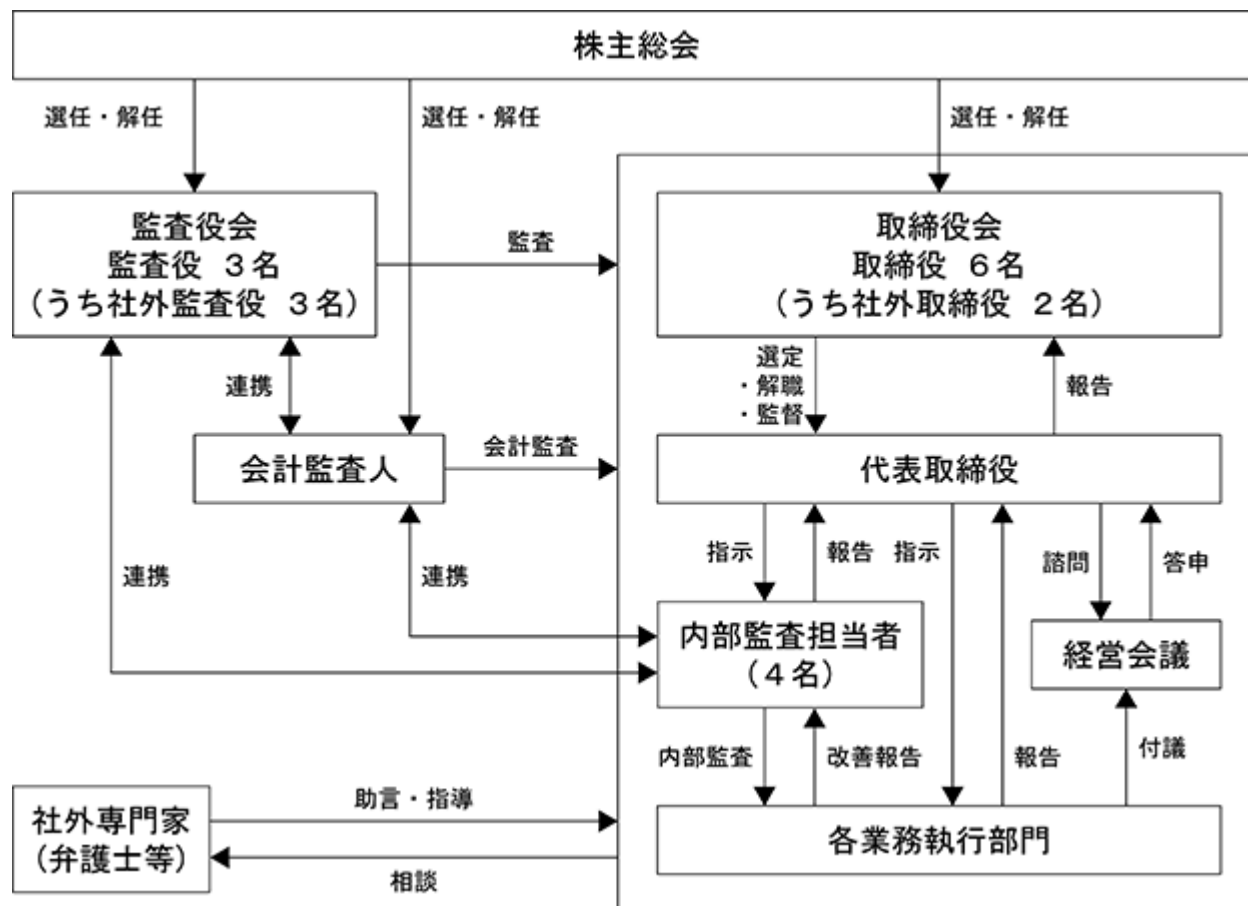 株主総会
選任・解任
選任・解任
選任・解任
監査役会
監査役 3名
(うち社外監査役 3名)
監査
取締役会
取締役 6名
(うち社外取締役 2名)
連携
選定
・解職
・監督
報告
会計監査人
会計監査
代表取締役
連携
連携
指示
報告
指示
諮問
答申
内部監査担当者
(4名)
経営会議
内部監査
改善報告
報告
付議
社外専門家
(弁護士等)
助言・指導
相談
各業務執行部門